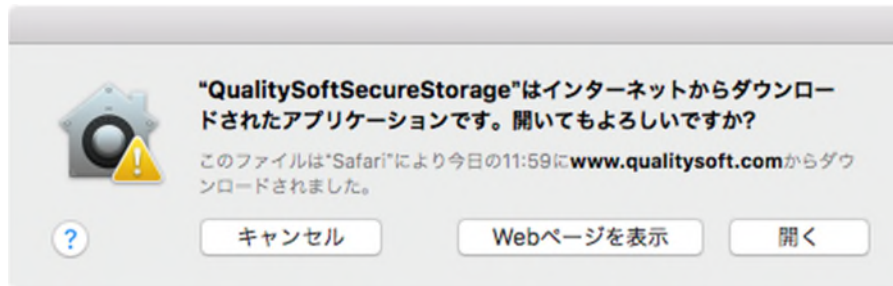 “QualitySoftSecureStorage”はインターネットからダウンロー
ドされたアプリケーションです。開いてもよろしいですか?
このファイルは“Safari”により今日の11:59にwww.qualitysoft.comからダウ
ンロードされました。
?
キャンセル Webページを表示 開く